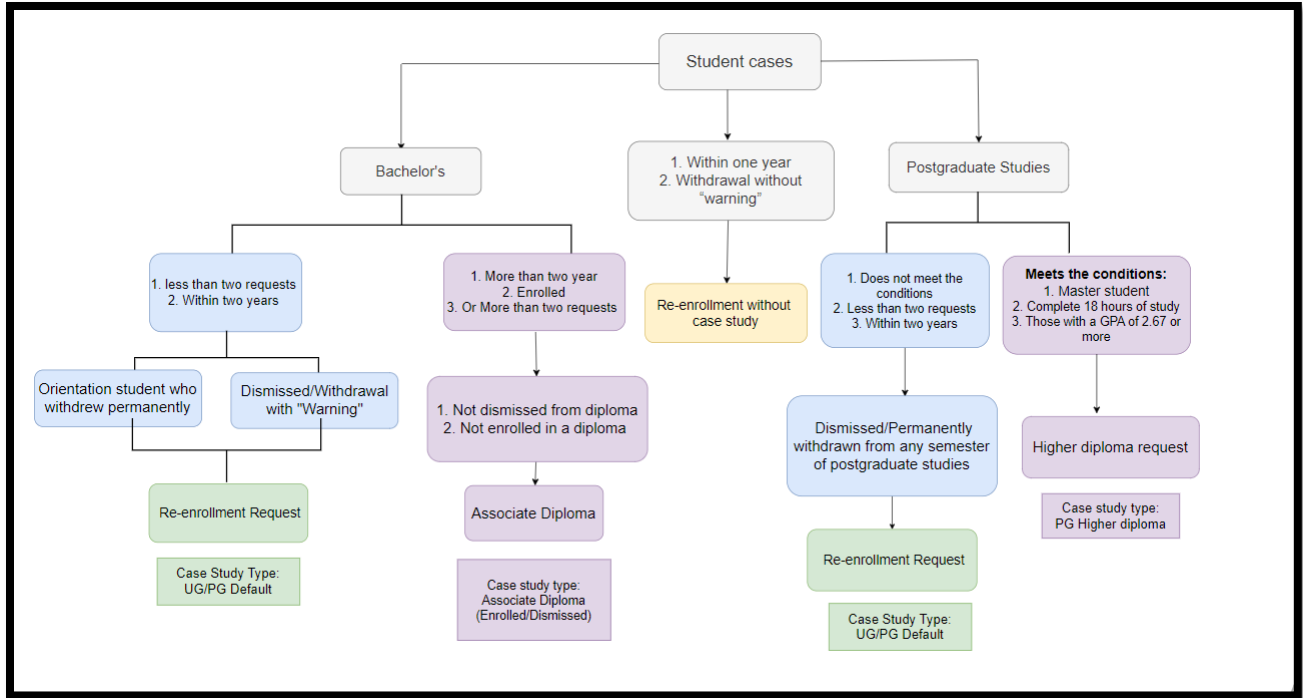 Student cases
Bachelor's
1. Within one year
2. Withdrawal without
"warning"
Postgraduate Studies
1. less than two requests
2. Within two years
1. More than two year
2. Enrolled
3. Or More than two requests
Re-enrollment without
case study
1. Does not meet the
conditions
2. Less than two requests
3. Within two years
Meets the conditions:
1. Master student
2. Complete 18 hours of study
3. Those with a GPA of 2.67 or
more
Orientation student who
withdrew permanently
Dismissed/Withdrawal
with "Warning"
1. Not dismissed from diploma
2. Not enrolled in a diploma
Dismissed/Permanently
withdrawn from any semester
of postgraduate studies
Higher diploma request
Re-enrollment Request
Associate Diploma
Case study type:
PG Higher diploma
Re-enrollment Request
Case Study Type:
UG/PG Default
Case study type:
Associate Diploma
(Enrolled/Dismissed)
Case Study Type:
UG/PG Default